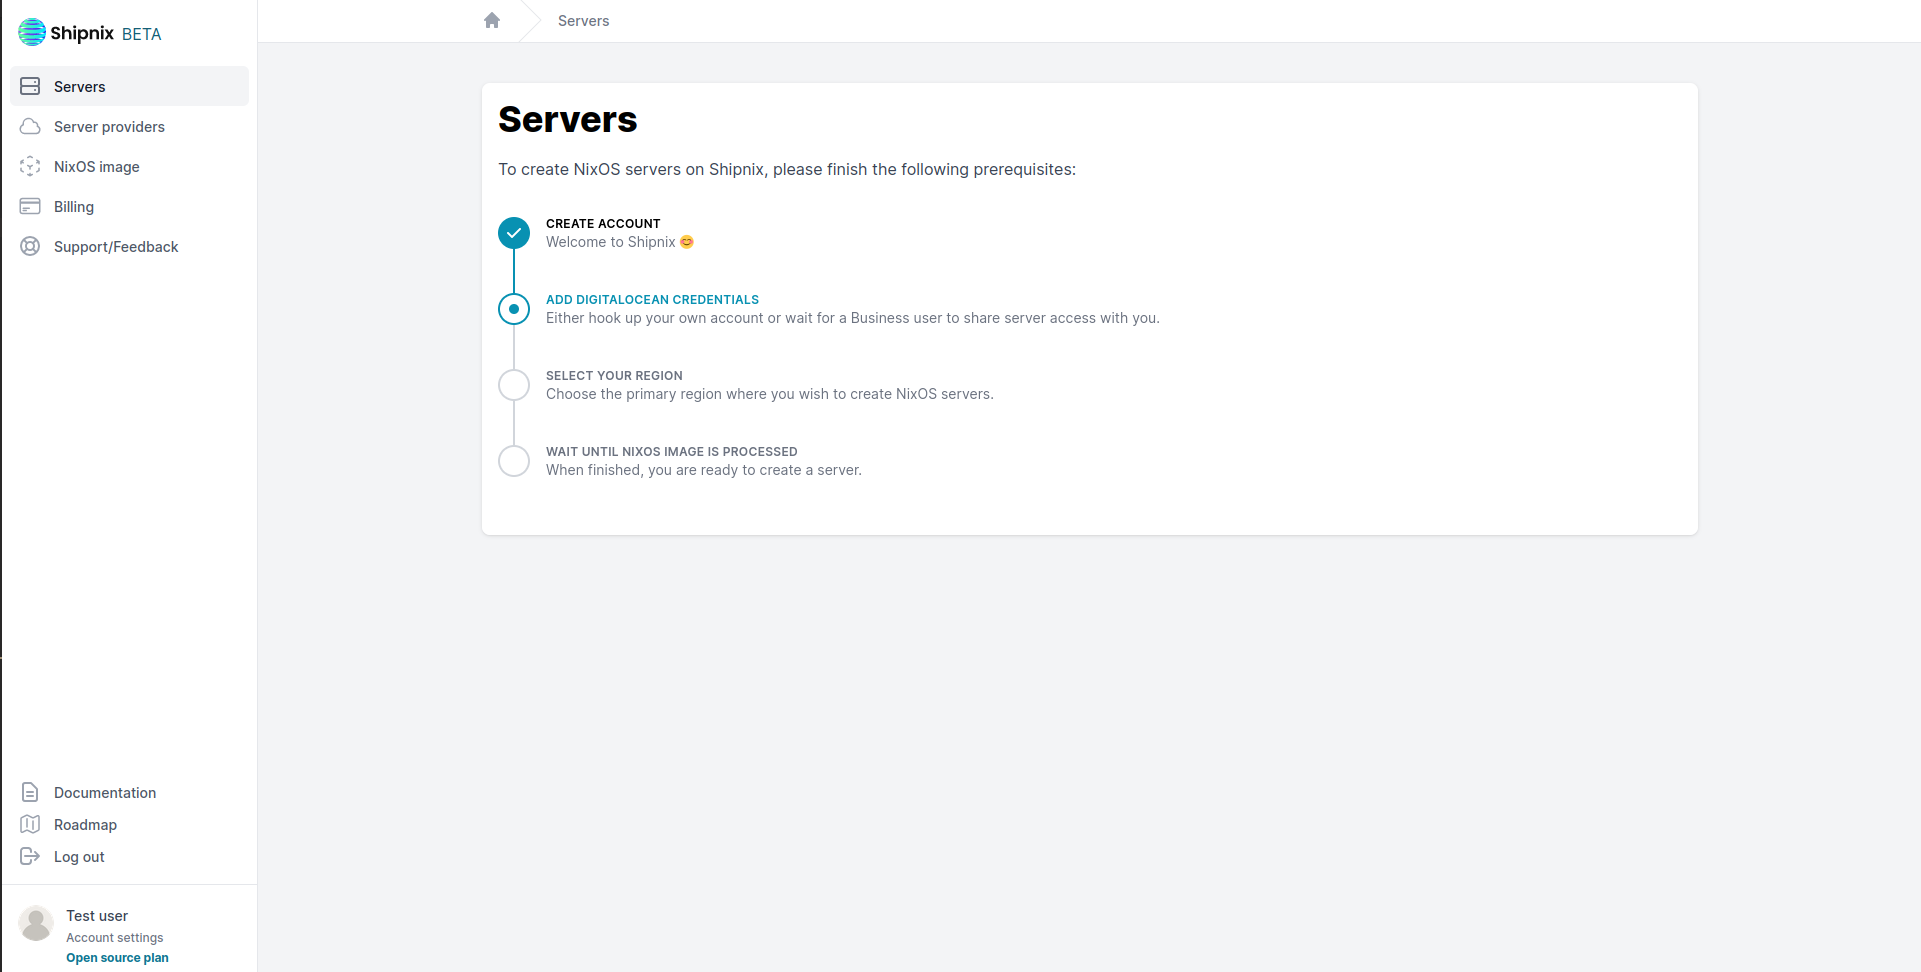 Shipnix BETA
Servers
Server providers
NixOS image
Billing
Support/Feedback
Documentation
Roadmap
Log out
Test user
Account settings
Open source plan
Servers
Servers
To create NixOS servers on Shipnix, please finish the following prerequisites:
CREATE ACCOUNT
Welcome to Shipnix 😊
ADD DIGITALOCEAN CREDENTIALS
Either hook up your own account or wait for a Business user to share server access with you.
SELECT YOUR REGION
Choose the primary region where you wish to create NixOS servers.
WAIT UNTIL NIXOS IMAGE IS PROCESSED
When finished, you are ready to create a server.